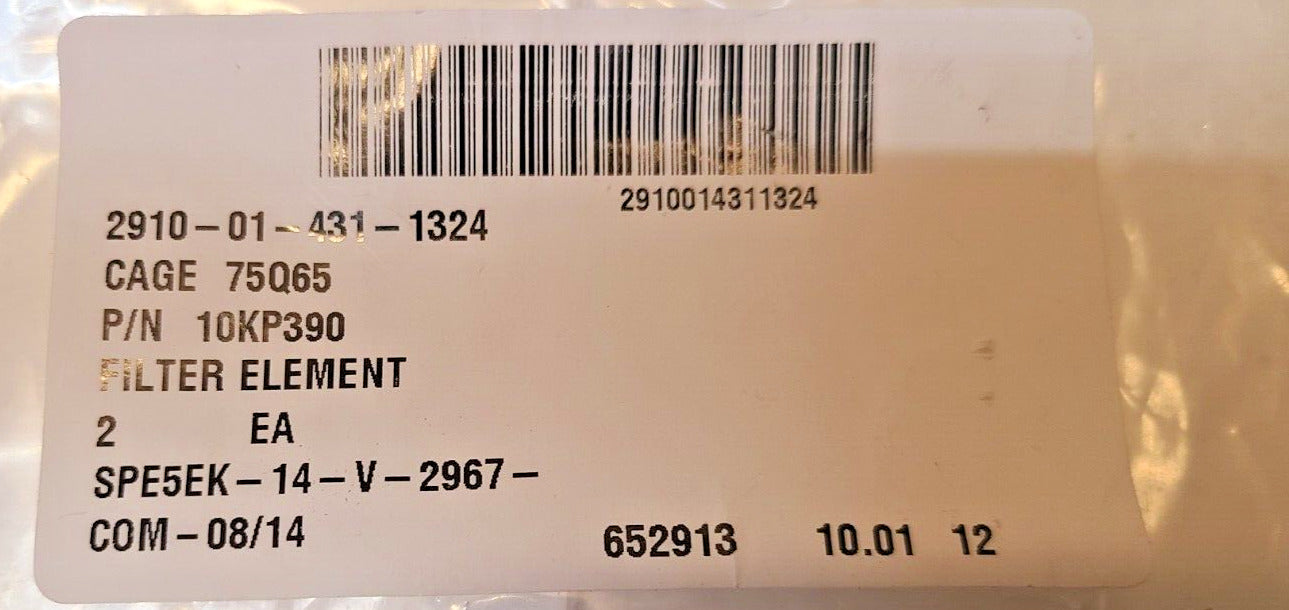 2910014311324
2910-01-431-1324
CAGE 75Q65
P/N 10KP390
FILTER ELEMENT
2 EA
SPE5EK-14-V-2967-
COM-08/14 652913 10.01 12